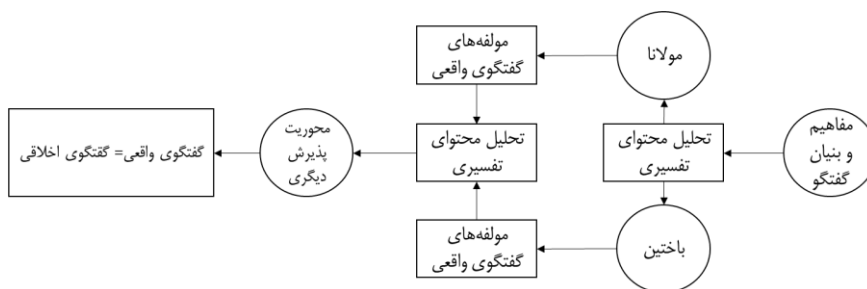 مفاهیم
و بنیان
گفتگو
مولانا
تحلیل محتوای
تفسیری
باختین
مولفه‌های
گفتگوی واقعی
تحلیل محتوای
تفسیری
مولفه‌های
گفتگوی واقعی
محوریت
پذیرش
دیگری
گفتگوی واقعی= گفتگوی اخلاقی